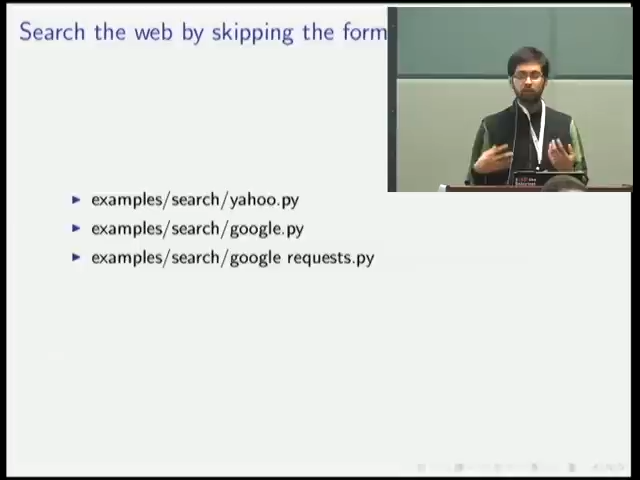 Search the web by skipping the form
examples/search/yahoo.py
examples/search/google.py
examples/search/google requests.py